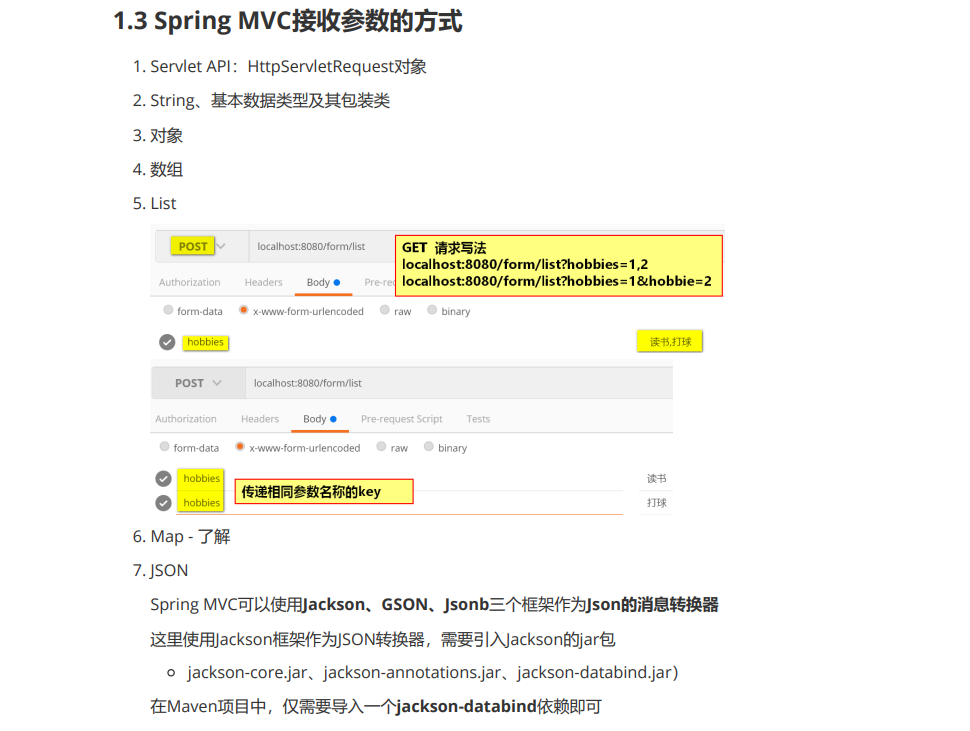 1.3 Spring MVC接收参数的方式
1. Servlet API：HttpServletRequest对象
2. String、基本数据类型及其包装类
3. 对象
4. 数组
5. List
POST localhost:8080/form/list
GET 请求写法
localhost:8080/form/list?hobbies=1,2
localhost:8080/form/list?hobbies=1&hobbie=2
Authorization Headers Body Pre-rec
form-data x-www-form-urlencoded raw binary
hobbies 读书,打球
POST localhost:8080/form/list
Authorization Headers Body Pre-request Script Tests
form-data x-www-form-urlencoded raw binary
hobbies 读书
传递相同参数名称的key
hobbies 打球
6. Map - 了解
7. JSON
Spring MVC可以使用Jackson、GSON、Jsonb三个框架作为Json的消息转换器
这里使用Jackson框架作为JSON转换器，需要引入Jackson的jar包
jackson-core.jar、jackson-annotations.jar、jackson-databind.jar）
在Maven项目中，仅需要导入一个jackson-databind依赖即可